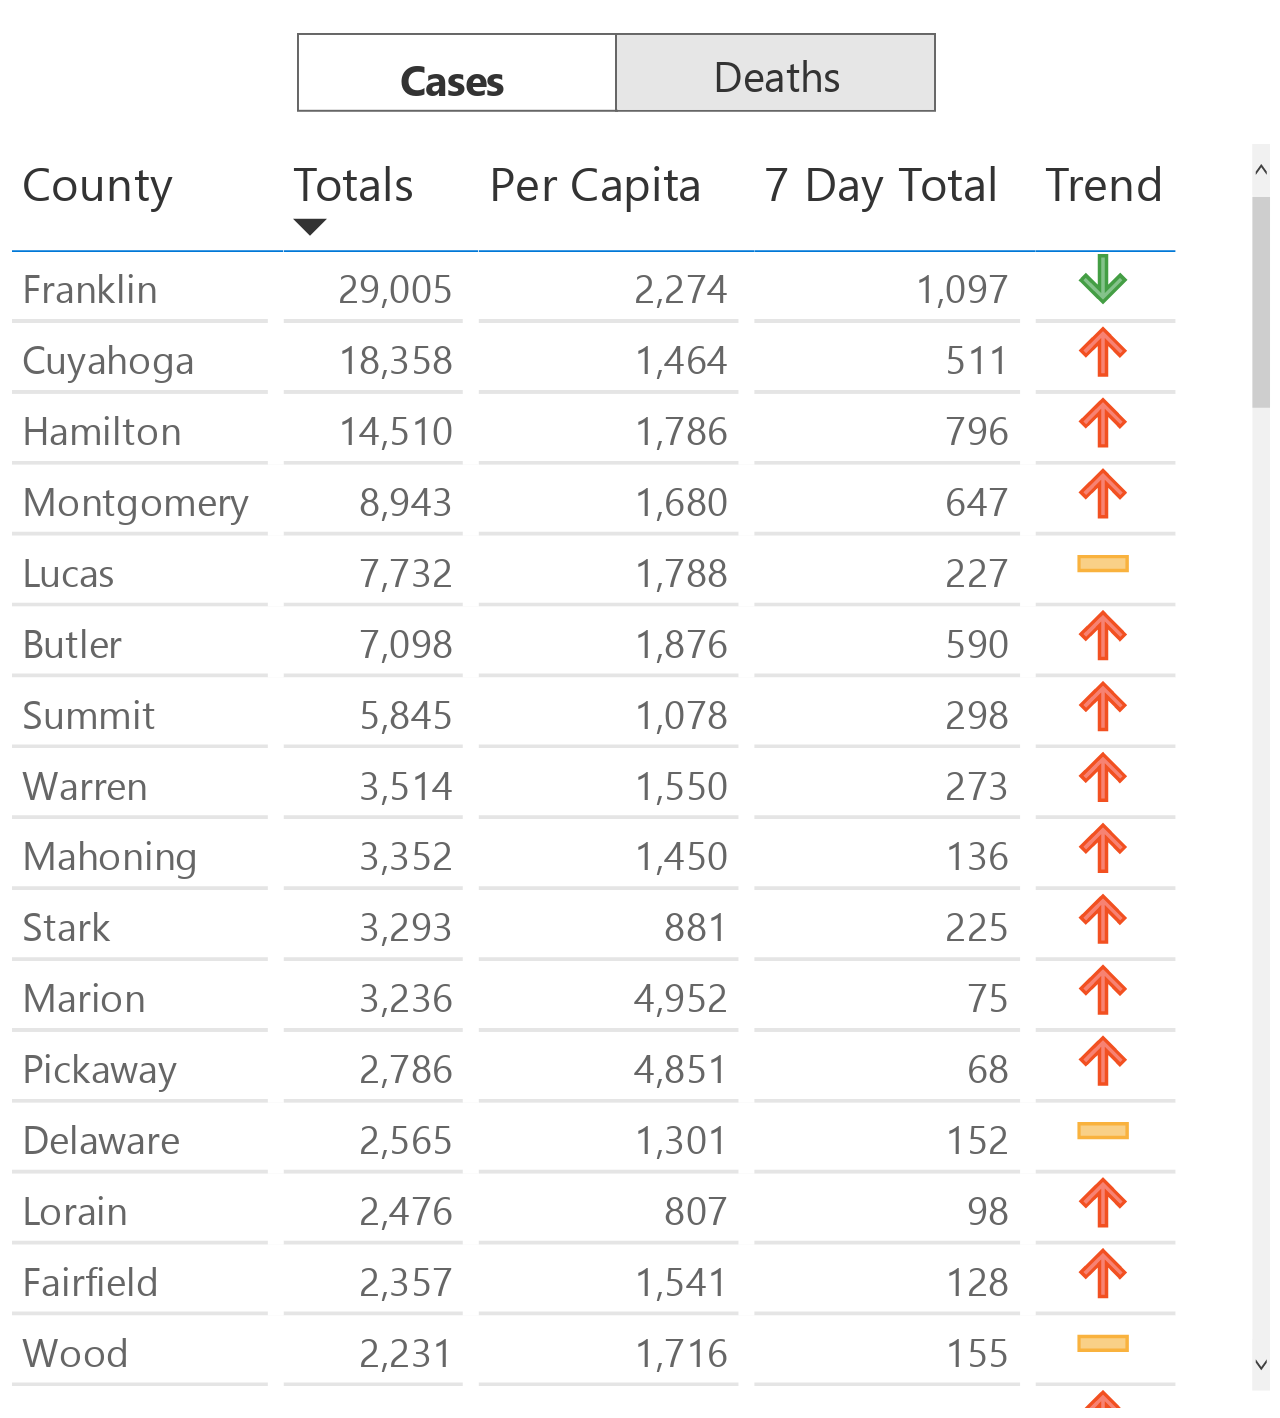 Cases Deaths
County Totals Per Capita 7 Day Total Trend
Franklin 29,005 2,274 1,097
Cuyahoga 18,358 1,464 511
Hamilton 14,510 1,786 796
Montgomery 8,943 1,680 647
Lucas 7,732 1,788 227
Butler 7,098 1,876 590
Summit 5,845 1,078 298
Warren 3,514 1,550 273
Mahoning 3,352 1,450 136
Stark 3,293 881 225
Marion 3,236 4,952 75
Pickaway 2,786 4,851 68
Delaware 2,565 1,301 152
Lorain 2,476 807 98
Fairfield 2,357 1,541 128
Wood 2,231 1,716 155